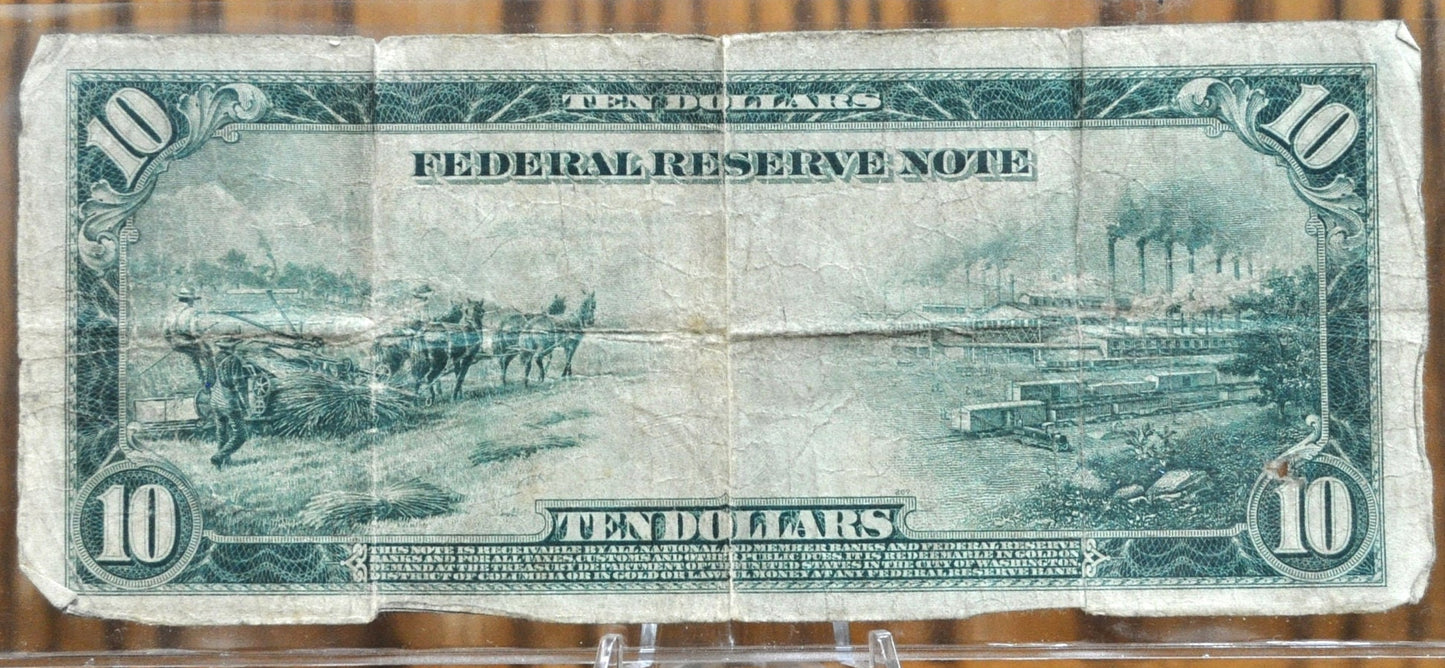 10 TEN DOLLARS 10
FEDERAL RESERVE NOTE
207
10 TEN DOLLARS 10
THIS NOTE IS RECEIVABLE BY ALL NATIONAL AND MEMBER BANKS AND FEDERAL RESERVE
BANKS AND FOR ALL TAXES, CUSTOMS AND OTHER PUBLIC DUES. IT IS REDEEMABLE IN GOLD ON
DEMAND AT THE TREASURY DEPARTMENT OF THE UNITED STATES IN THE CITY OF WASHINGTON,
DISTRICT OF COLUMBIA OR IN GOLD OR LAWFUL MONEY AT ANY FEDERAL RESERVE BANK.